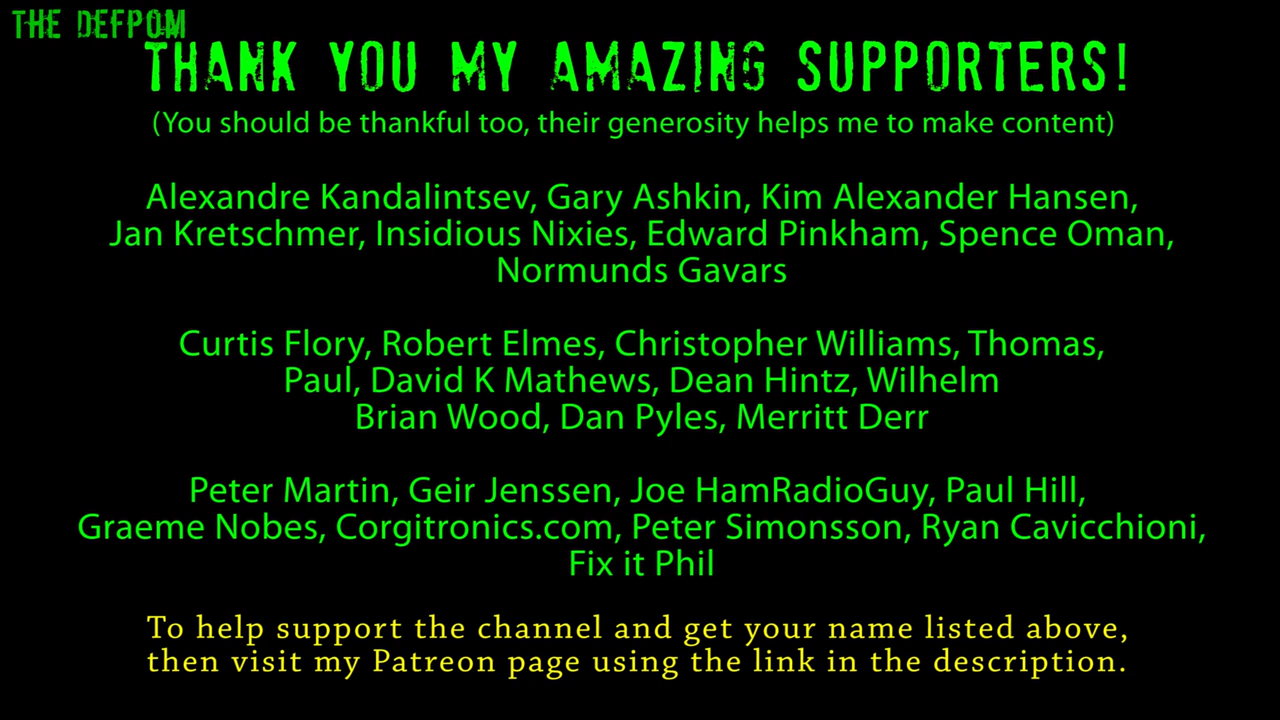 THE DEFPOM
THANK YOU MY AMAZING SUPPORTERS!
(You should be thankful too, their generosity helps me to make content)
Alexandre Kandalintsev, Gary Ashkin, Kim Alexander Hansen,
Jan Kretschmer, Insidious Nixies, Edward Pinkham, Spence Oman,
Normunds Gavars
Curtis Flory, Robert Elmes, Christopher Williams, Thomas,
Paul, David K Mathews, Dean Hintz, Wilhelm
Brian Wood, Dan Pyles, Merritt Derr
Peter Martin, Geir Jenssen, Joe HamRadioGuy, Paul Hill,
Graeme Nobes, Corgitronics.com, Peter Simonsson, Ryan Cavicchioni,
Fix it Phil
To help support the channel and get your name listed above,
then visit my Patreon page using the link in the description.